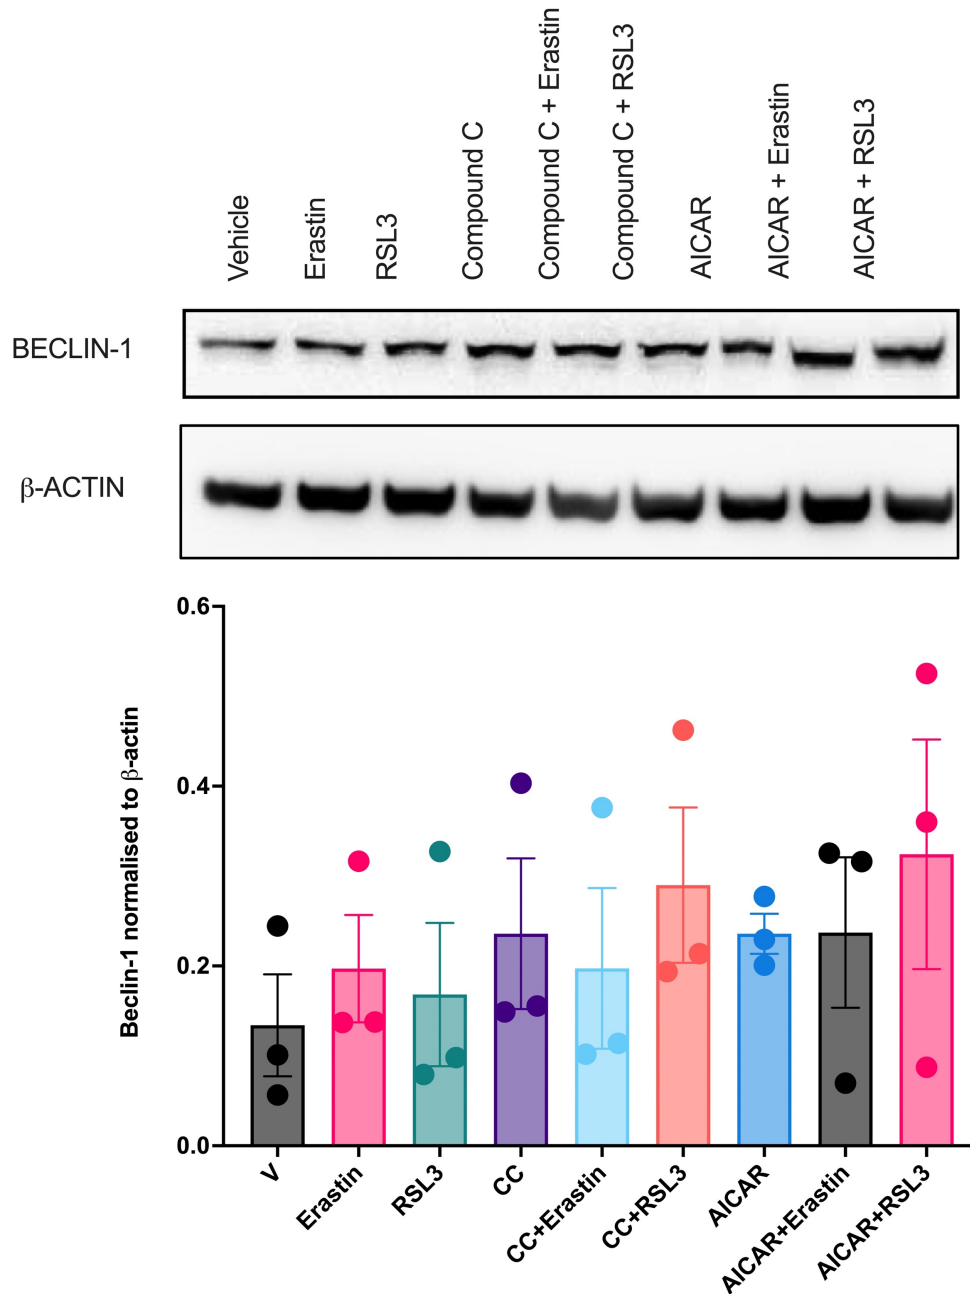 Vehicle
Erastin
RSL3
Compound C
Compound C + Erastin
Compound C + RSL3
AICAR
AICAR + Erastin
AICAR + RSL3
BECLIN-1
β-ACTIN
Beclin-1 normalised to β-actin
0.6
0.4
0.2
0.0
V
Erastin
RSL3
CC
CC+Erastin
CC+RSL3
AICAR
AICAR+Erastin
AICAR+RSL3